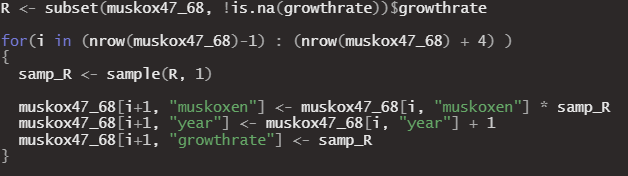 R <- subset(muskox47_68, !is.na(growthrate))$growthrate
for(i in (nrow(muskox47_68)-1) : (nrow(muskox47_68) + 4) )
{
samp_R <- sample(R, 1)
muskox47_68[i+1, "muskoxen"] <- muskox47_68[i, "muskoxen"] * samp_R
muskox47_68[i+1, "year"] <- muskox47_68[i, "year"] + 1
muskox47_68[i+1, "growthrate"] <- samp_R
}